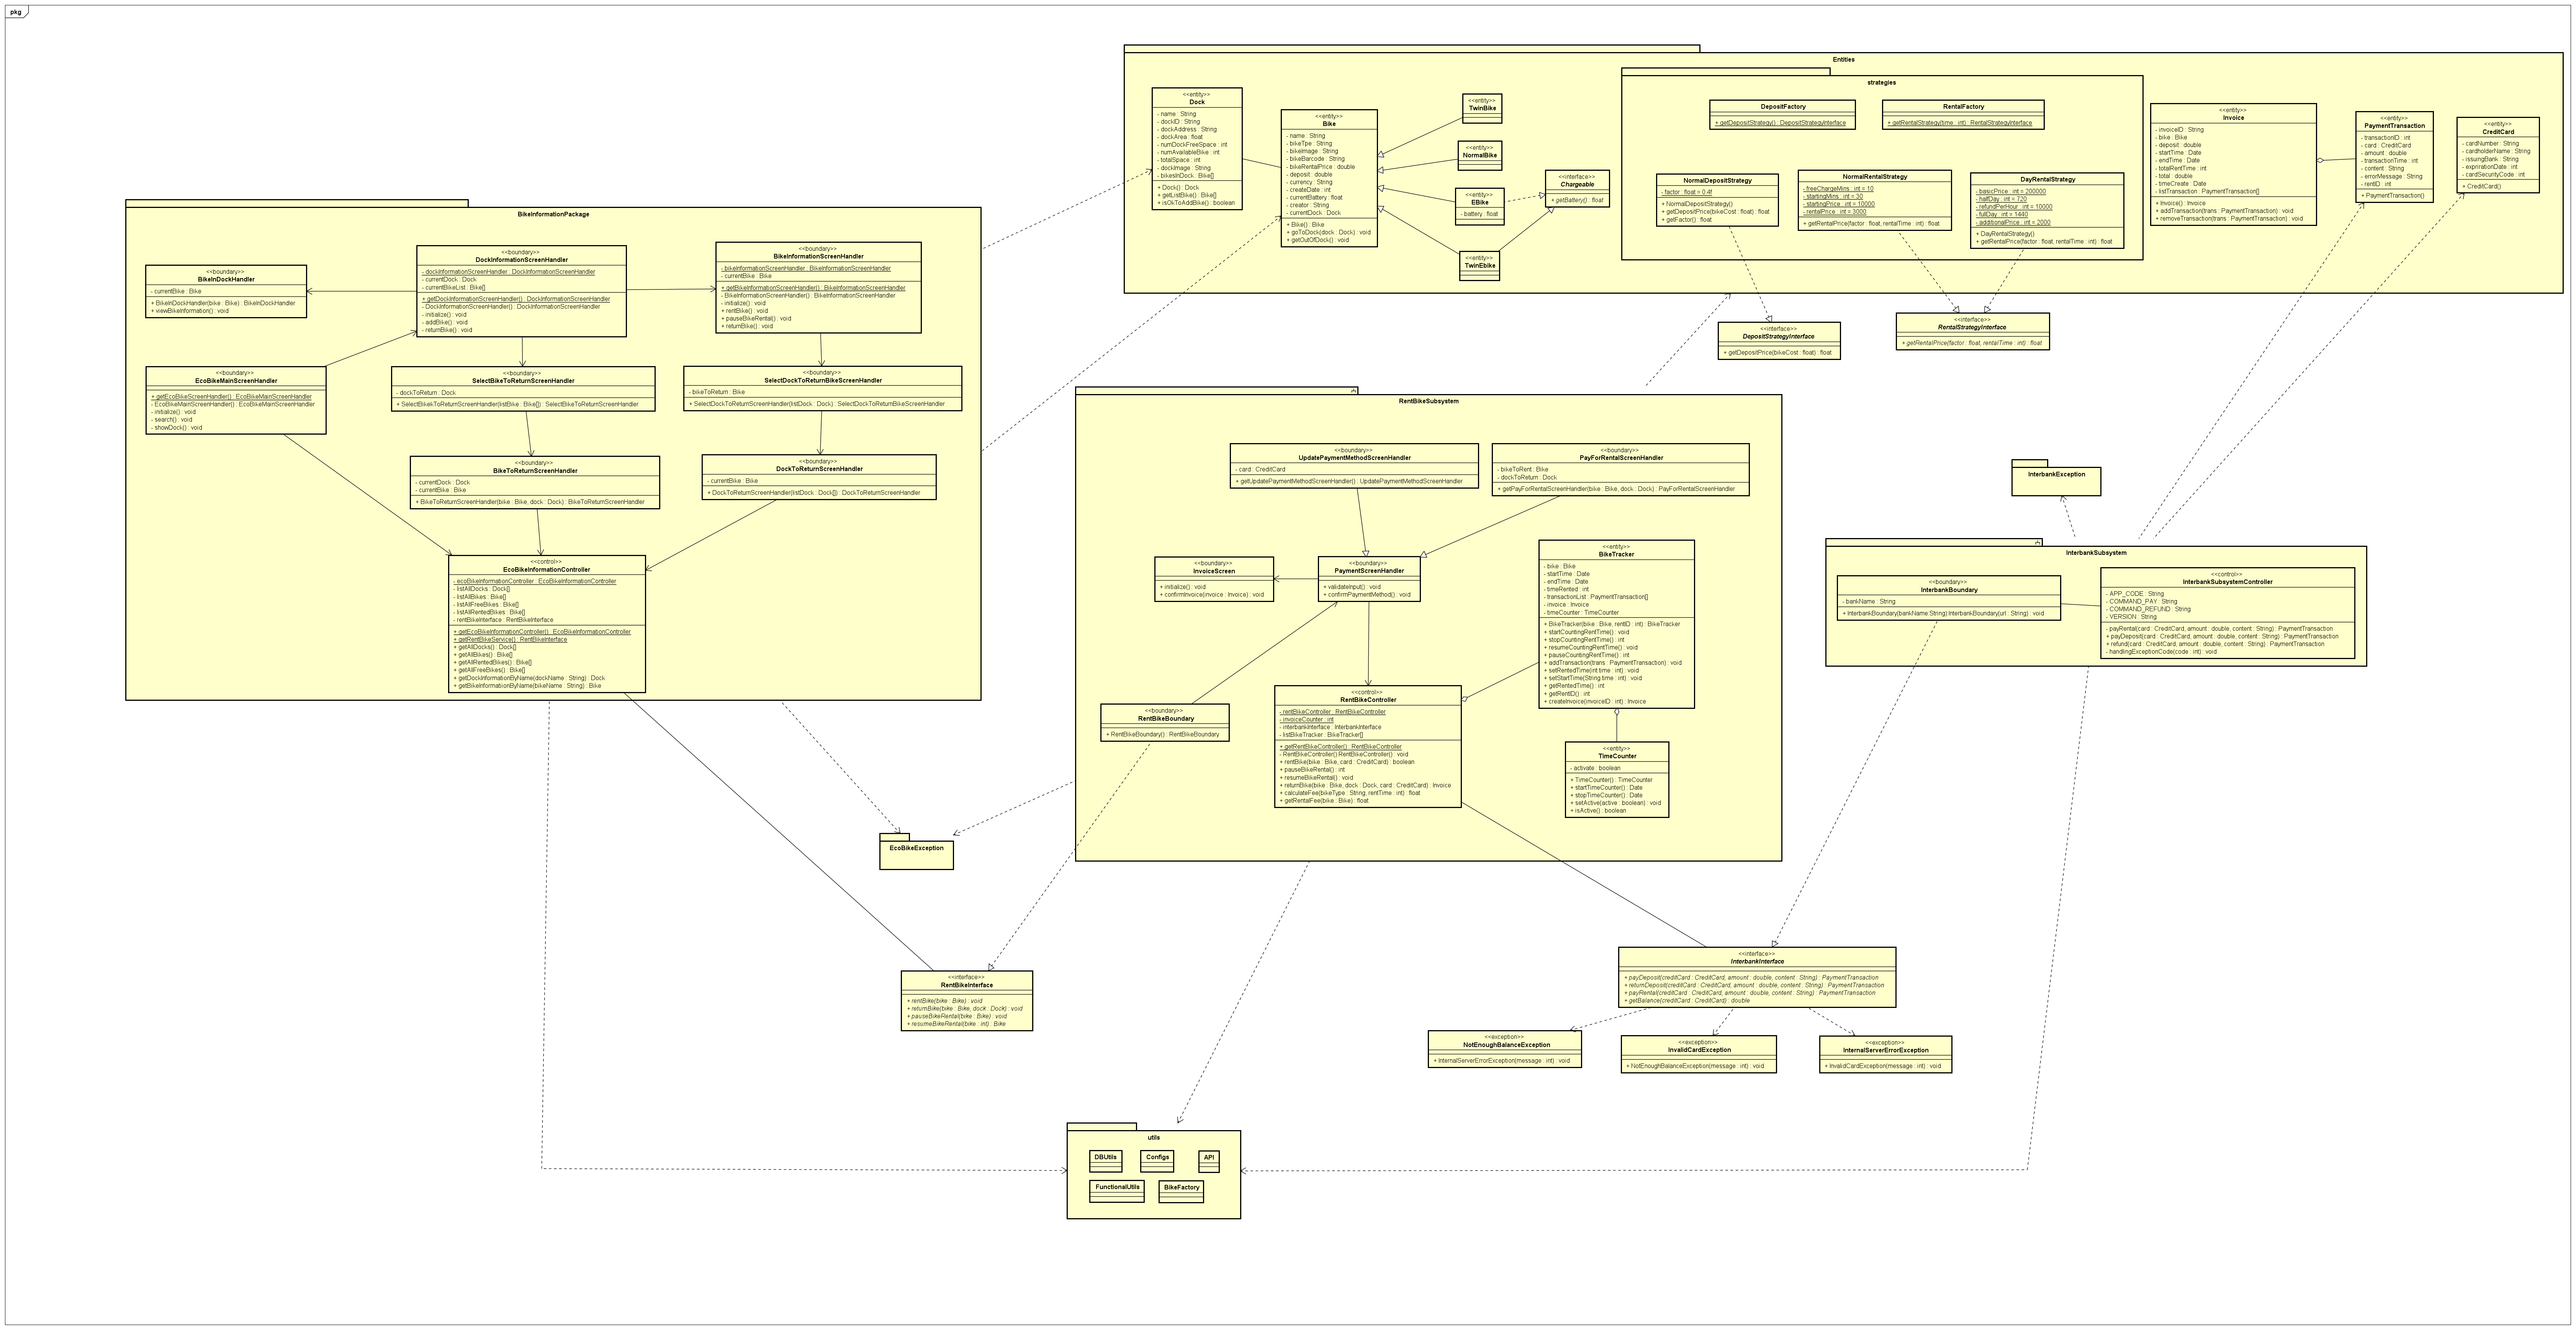 pkg
Entities
<<entity>>
Dock
- name : String
- dockID : String
- dockAddress : String
- dockArea : float
- numDockFreeSpace : int
- numAvailableBike : int
- totalSpace : int
- dockImage : String
- bikesInDock : Bike[]
+ Dock() : Dock
+ getListBike() : Bike[]
+ isOkToAddBike() : boolean
<<entity>>
Bike
- name : String
- bikeTpe : String
- bikeImage : String
- bikeBarcode : String
- bikeRentalPrice : double
- deposit : double
- currency : String
- createDate : int
- currentBattery : float
- creator : String
- currentDock : Dock
+ Bike() : Bike
+ goToDock(dock : Dock) : void
+ getOutOfDock() : void
<<entity>>
TwinBike
<<entity>>
NormalBike
<<entity>>
EBike
- battery : float
<<entity>>
TwinEbike
<<interface>>
Chargeable
+ getBattery() : float
strategies
DepositFactory
+ getDepositStrategy() : DepositStrategyInterface
RentalFactory
+ getRentalStrategy(time : int) : RentalStrategyInterface
NormalDepositStrategy
- factor : float = 0.4f
+ NormalDepositStrategy()
+ getDepositPrice(bikeCost : float) : float
+ getFactor() : float
NormalRentalStrategy
- freeChargeMins : int = 10
- startingMins : int = 30
- startingPrice : int = 10000
- rentalPrice : int = 3000
+ getRentalPrice(factor : float, rentalTime : int) : float
DayRentalStrategy
- basicPrice : int = 200000
- halfDay : int = 720
- refundPerHour : int = 10000
- fullDay : int = 1440
- additionalPrice : int = 2000
+ DayRentalStrategy()
+ getRentalPrice(factor : float, rentalTime : int) : float
<<entity>>
Invoice
- invoiceID : String
- bike : Bike
- deposit : double
- startTime : Date
- endTime : Date
- totalRentTime : int
- total : double
- timeCreate : Date
- listTransaction : PaymentTransaction[]
+ Invoice() : Invoice
+ addTransaction(trans : PaymentTransaction) : void
+ removeTransaction(trans : PaymentTransaction) : void
<<entity>>
PaymentTransaction
- transactionID : int
- card : CreditCard
- amount : double
- transactionTime : int
- content : String
- errorMessage : String
- rentID : int
+ PaymentTransaction()
<<entity>>
CreditCard
- cardNumber : String
- cardholderName : String
- issuingBank : String
- expirationDate : int
- cardSecurityCode : int
+ CreditCard()
<<interface>>
DepositStrategyInterface
+ getDepositPrice(bikeCost : float) : float
<<interface>>
RentalStrategyInterface
+ getRentalPrice(factor : float, rentalTime : int) : float
BikeInformationPackage
<<boundary>>
BikeInDockHandler
- currentBike : Bike
+ BikeInDockHandler(bike : Bike) : BikeInDockHandler
+ viewBikeInformation() : void
<<boundary>>
DockInformationScreenHandler
- dockInformationScreenHandler : DockInformationScreenHandler
- currentDock : Dock
- currentBikeList : Bike[]
+ getDockInformationScreenHandler() : DockInformationScreenHandler
- DockInformationScreenHandler() : DockInformationScreenHandler
- initialize() : void
- addBike() : void
- returnBike() : void
<<boundary>>
BikeInformationScreenHandler
- bikeInformationScreenHandler : BikeInformationScreenHandler
- currentBike : Bike
+ getBikeInformationScreenHandler() : BikeInformationScreenHandler
- BikeInformationScreenHandler() : BikeInformationScreenHandler
- initialize() : void
+ rentBike() : void
+ pauseBikeRental() : void
+ returnBike() : void
<<boundary>>
EcoBikeMainScreenHandler
+ getEcoBikeScreenHandler() : EcoBikeMainScreenHandler
- EcoBikeMainScreenHandler() : EcoBikeMainScreenHandler
- initialize() : void
- search() : void
- showDock() : void
<<boundary>>
SelectBikeToReturnScreenHandler
- dockToReturn : Dock
+ SelectBikekToReturnScreenHandler(listBike : Bike[]) : SelectBikeToReturnScreenHandler
<<boundary>>
SelectDockToReturnBikeScreenHandler
- bikeToReturn : Bike
+ SelectDockToReturnScreenHandler(listDock : Dock) : SelectDockToReturnBikeScreenHandler
<<boundary>>
BikeToReturnScreenHandler
- currentDock : Dock
- currentBike : Bike
+ BikeToReturnScreenHandler(bike : Bike, dock : Dock) : BikeToReturnScreenHandler
<<boundary>>
DockToReturnScreenHandler
- currentBike : Bike
+ DockToReturnScreenHandler(listDock : Dock[]) : DockToReturnScreenHandler
<<control>>
EcoBikeInformationController
- ecoBikeInformationController : EcoBikeInformationController
- listAllDocks : Dock[]
- listAllBikes : Bike[]
- listAllFreeBikes : Bike[]
- listAllRentedBikes : Bike[]
- rentBikeInterface : RentBikeInterface
+ getEcoBikeInformationController() : EcoBikeInformationController
+ getRentBikeService() : RentBikeInterface
+ getAllDocks() : Dock[]
+ getAllBikes() : Bike[]
+ getAllRentedBikes() : Bike[]
+ getAllFreeBikes() : Bike[]
+ getDockInformationByName(dockName : String) : Dock
+ getBikeInformationByName(bikeName : String) : Bike
RentBikeSubsystem
<<boundary>>
UpdatePaymentMethodScreenHandler
- card : CreditCard
+ getUpdatePaymentMethodScreenHandler() : UpdatePaymentMethodScreenHandler
<<boundary>>
PayForRentalScreenHandler
- bikeToRent : Bike
- dockToReturn : Dock
+ getPayForRentalScreenHandler(bike : Bike, dock : Dock) : PayForRentalScreenHandler
<<boundary>>
InvoiceScreen
+ initialize() : void
+ confirmInvoice(invoice : Invoice) : void
<<boundary>>
PaymentScreenHandler
+ validateInput() : void
+ confirmPaymentMethod() : void
<<entity>>
BikeTracker
- bike : Bike
- startTime : Date
- endTime : Date
- timeRented : int
- transactionList : PaymentTransaction[]
- invoice : Invoice
- timeCounter : TimeCounter
+ BikeTracker(bike : Bike, rentID : int) : BikeTracker
+ startCountingRentTime() : void
+ stopCountingRentTime() : int
+ resumeCountingRentTime() : void
+ pauseCountingRentTime() : int
+ addTransaction(trans : PaymentTransaction) : void
+ setRentedTime(int time : int) : void
+ setStartTime(String time : int) : void
+ getRentedTime() : int
+ getRentID() : int
+ createInvoice(invoiceID : int) : Invoice
<<boundary>>
RentBikeBoundary
+ RentBikeBoundary() : RentBikeBoundary
<<control>>
RentBikeController
- rentBikeController : RentBikeController
- invoiceCounter : int
- interbankInterface : InterbankInterface
- listBikeTracker : BikeTracker[]
+ getRentBikeController() : RentBikeController
- RentBikeController():RentBikeController() : void
+ rentBike(bike : Bike, card : CreditCard) : boolean
+ pauseBikeRental() : int
+ resumeBikeRental() : void
+ returnBike(bike : Bike, dock : Dock, card : CreditCard) : Invoice
+ calculateFee(bikeType : String, rentTime : int) : float
+ getRentalFee(bike : Bike) : float
<<entity>>
TimeCounter
- activate : boolean
+ TimeCounter() : TimeCounter
+ startTimeCounter() : Date
+ stopTimeCounter() : Date
+ setActive(active : boolean) : void
+ isActive() : boolean
InterbankException
InterbankSubsystem
<<boundary>>
InterbankBoundary
- bankName : String
+ InterbankBoundary(bankName:String):InterbankBoundary(url : String) : void
<<control>>
InterbankSubsystemController
- APP_CODE : String
- COMMAND_PAY : String
- COMMAND_REFUND : String
- VERSION : String
- payRental(card : CreditCard, amount : double, content : String) : PaymentTransaction
+ payDeposit(card : CreditCard, amount : double, content : String) : PaymentTransaction
+ refund(card : CreditCard, amount : double, content : String) : PaymentTransaction
- handlingExceptionCode(code : int) : void
EcoBikeException
<<interface>>
RentBikeInterface
+ rentBike(bike : Bike) : void
+ returnBike(bike : Bike, dock : Dock) : void
+ pauseBikeRental(bike : Bike) : void
+ resumeBikeRental(bike : int) : Bike
<<interface>>
InterbankInterface
+ payDeposit(creditCard : CreditCard, amount : double, content : String) : PaymentTransaction
+ returnDeposit(creditCard : CreditCard, amount : double, content : String) : PaymentTransaction
+ payRental(creditCard : CreditCard, amount : double, content : String) : PaymentTransaction
+ getBalance(creditCard : CreditCard) : double
<<exception>>
NotEnoughBalanceException
+ InternalServerErrorException(message : int) : void
<<exception>>
InvalidCardException
+ NotEnoughBalanceException(message : int) : void
<<exception>>
InternalServerErrorException
+ InvalidCardException(message : int) : void
utils
DBUtils
Configs
API
FunctionalUtils
BikeFactory